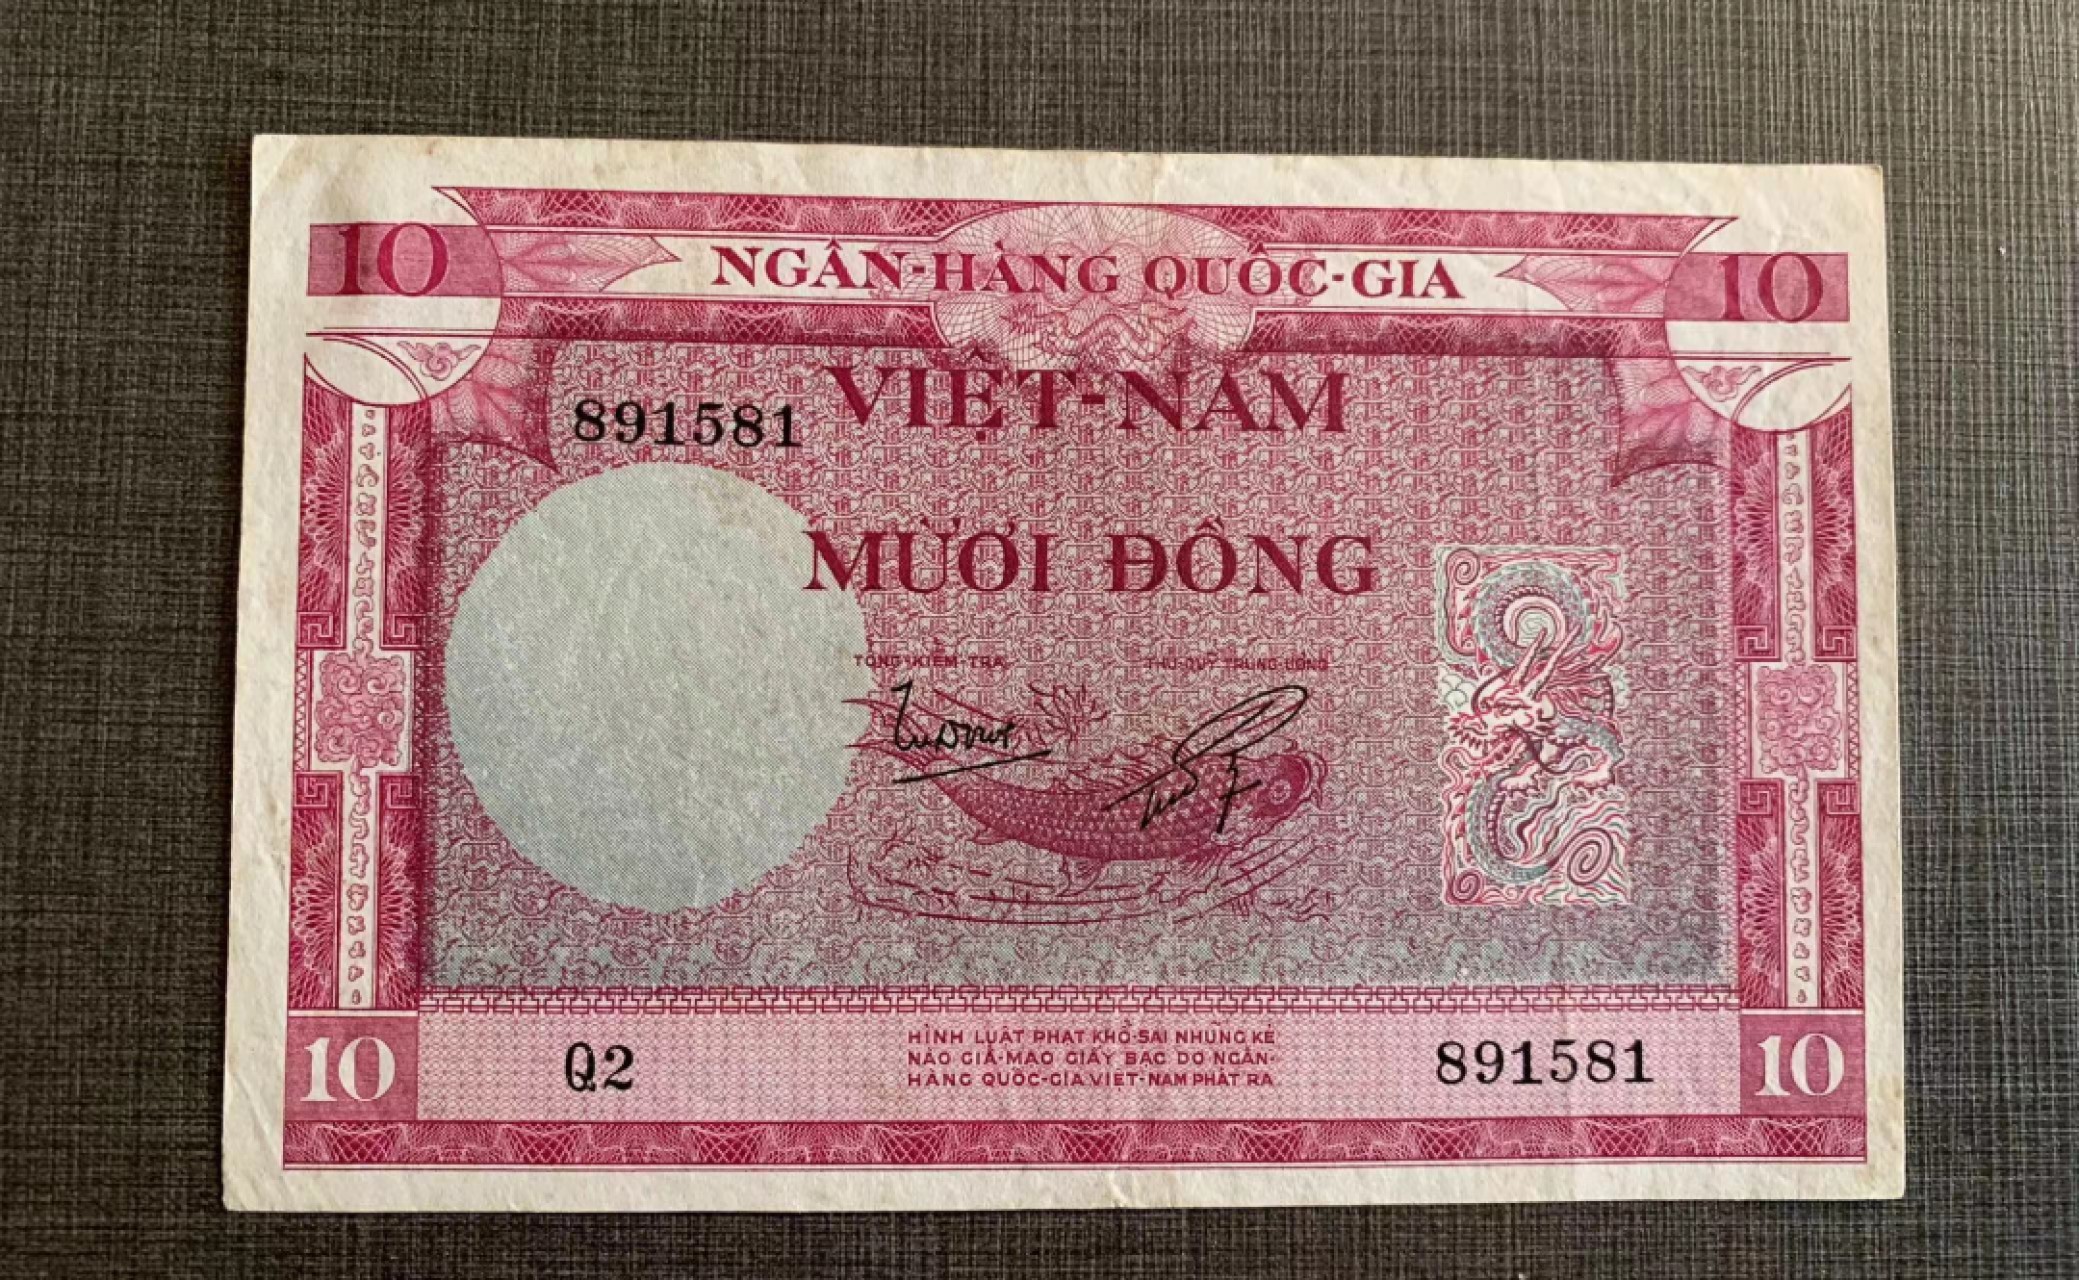 10 10
NGÂN-HÀNG QUỐC-GIA
VIỆT-NAM
891581
MƯỜI ĐỒNG
TỔNG-KIỂM-TRA THỦ-QUỸ TRUNG-ƯƠNG
HÌNH LUẬT PHẠT KHỔ-SAI NHỮNG KẺ
NÀO GIẢ-MẠO GIẤY BẠC DO NGÂN-
HÀNG QUỐC-GIA VIỆT-NAM PHÁT RA
10 Q2 891581 10